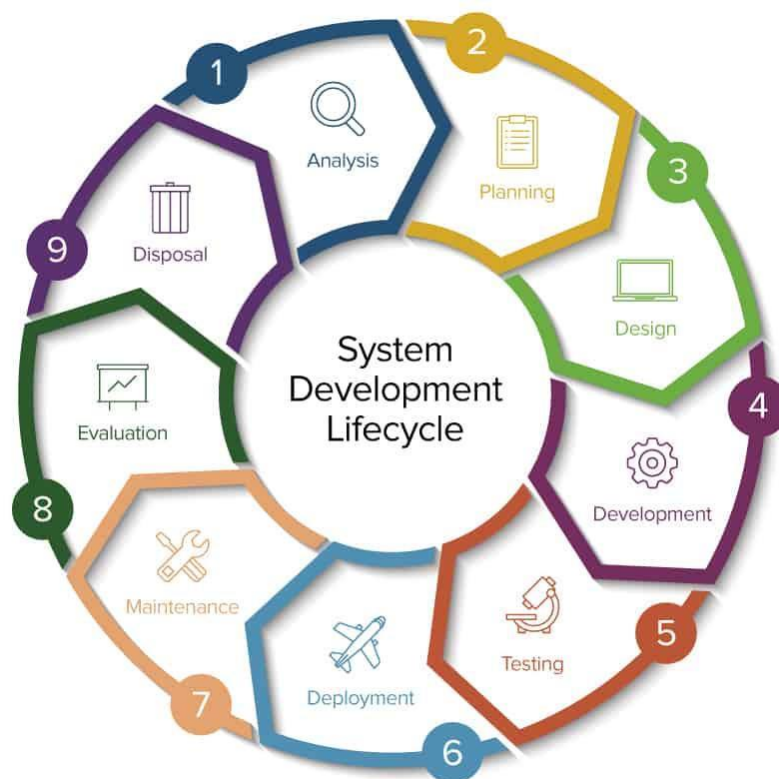 System
Development
Lifecycle
1
Analysis
2
Planning
3
Design
4
Development
5
Testing
6
Deployment
7
Maintenance
8
Evaluation
9
Disposal